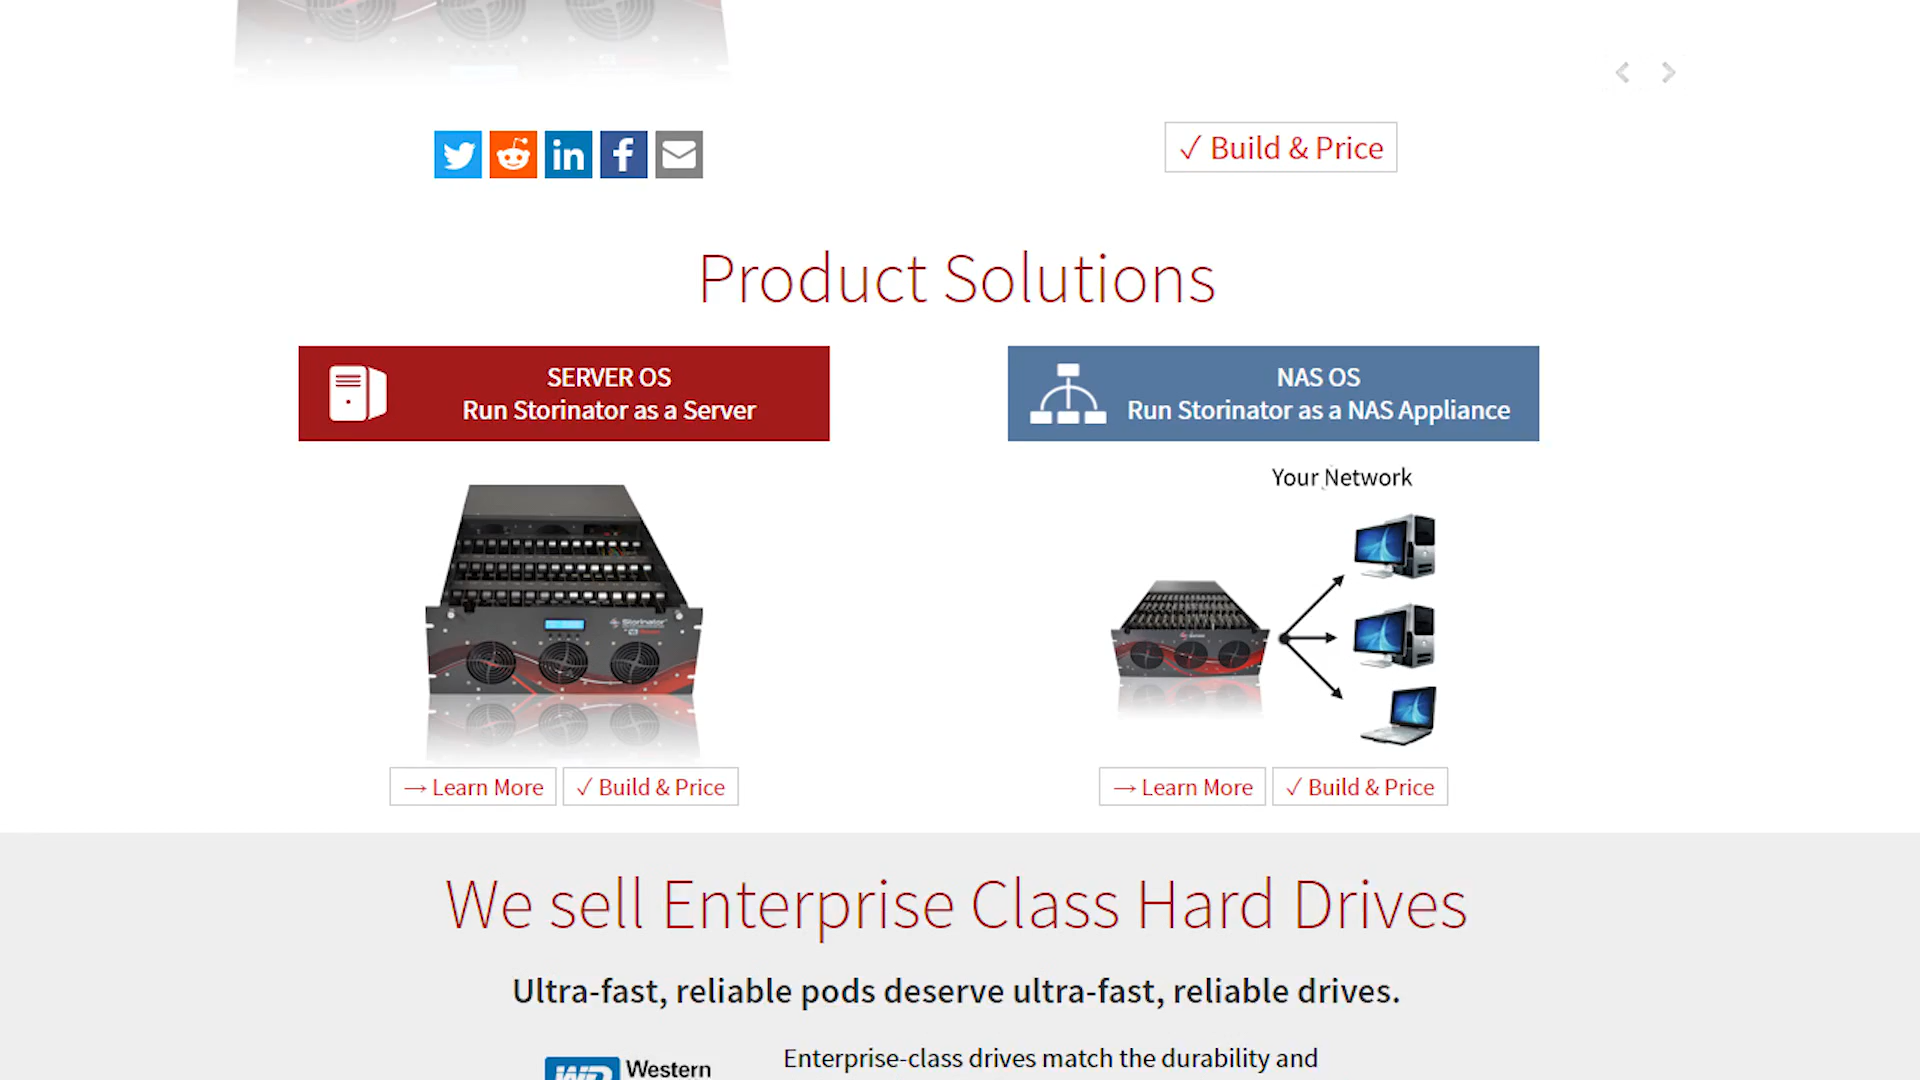 ✓ Build & Price
Product Solutions
SERVER OS
Run Storinator as a Server
NAS OS
Run Storinator as a NAS Appliance
Your Network
Storinator
→ Learn More
✓ Build & Price
→ Learn More
✓ Build & Price
We sell Enterprise Class Hard Drives
Ultra-fast, reliable pods deserve ultra-fast, reliable drives.
Enterprise-class drives match the durability and
WD
Western